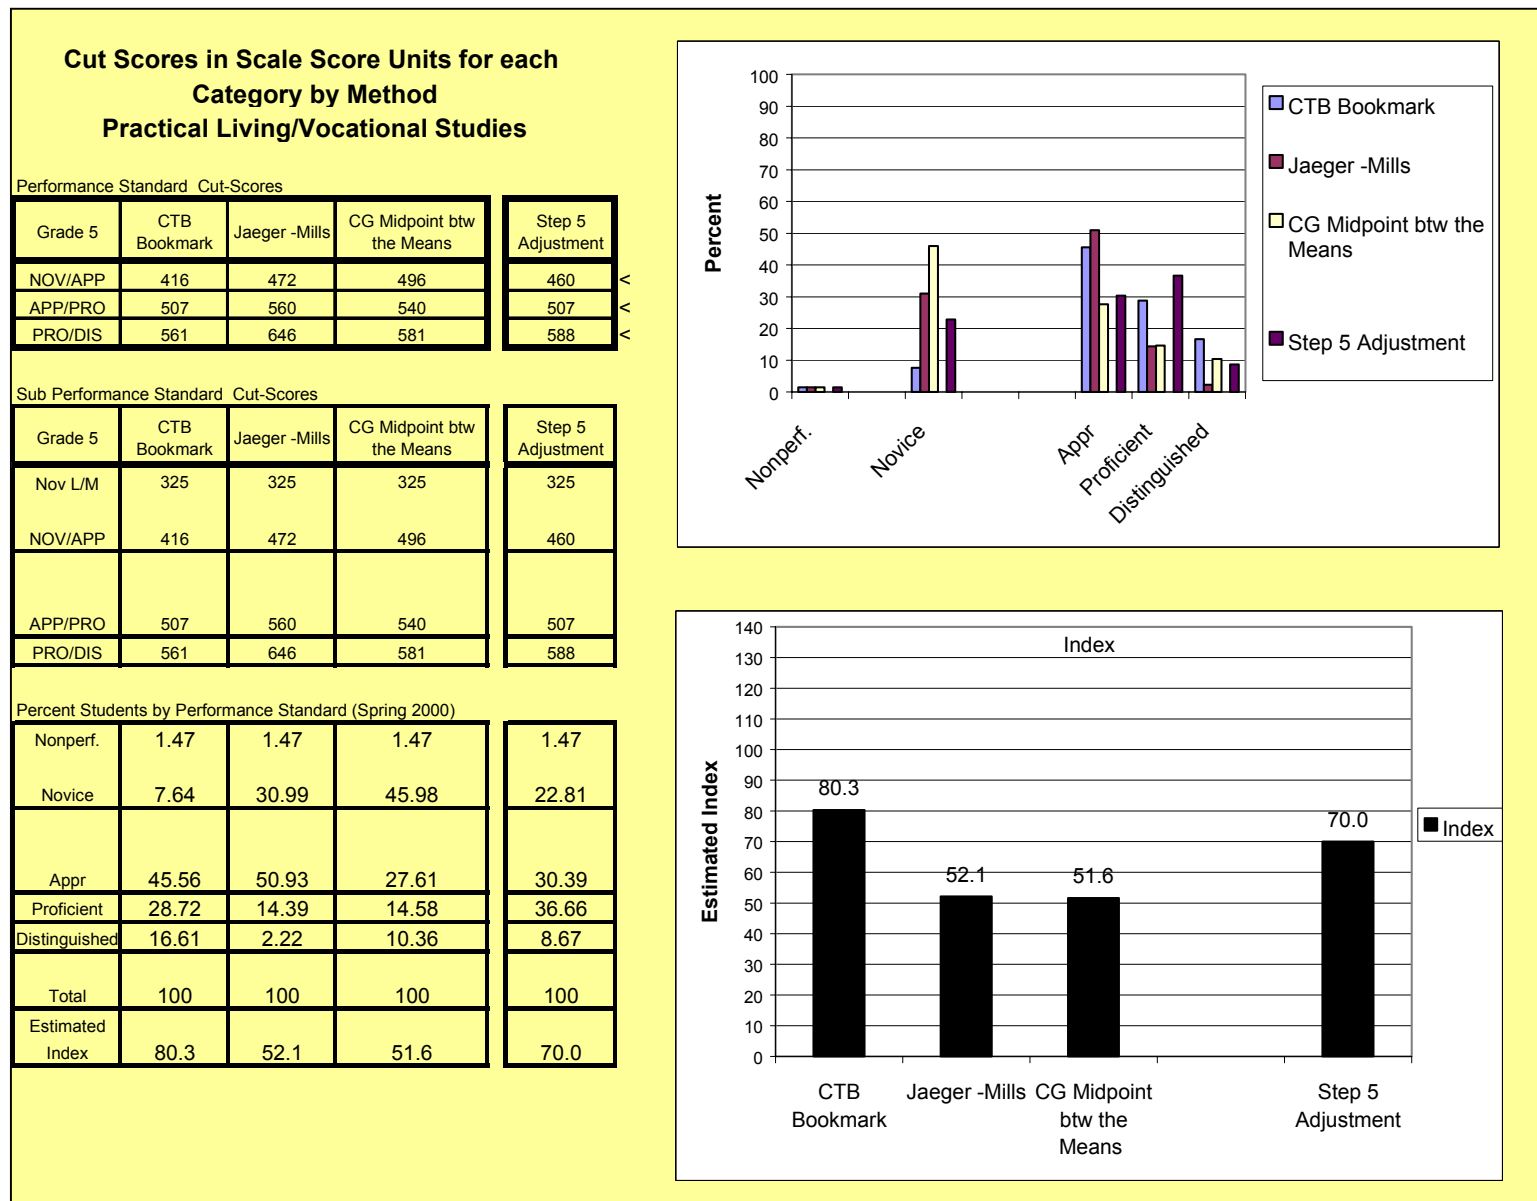 Cut Scores in Scale Score Units for each
Category by Method
Practical Living/Vocational Studies
Performance Standard Cut-Scores
Grade 5 CTB Bookmark Jaeger -Mills CG Midpoint btw the Means Step 5 Adjustment
NOV/APP 416 472 496 460 <
APP/PRO 507 560 540 507 <
PRO/DIS 561 646 581 588 <
Sub Performance Standard Cut-Scores
Grade 5 CTB Bookmark Jaeger -Mills CG Midpoint btw the Means Step 5 Adjustment
Nov L/M 325 325 325 325
NOV/APP 416 472 496 460
APP/PRO 507 560 540 507
PRO/DIS 561 646 581 588
Percent Students by Performance Standard (Spring 2000)
Nonperf. 1.47 1.47 1.47 1.47
Novice 7.64 30.99 45.98 22.81
Appr 45.56 50.93 27.61 30.39
Proficient 28.72 14.39 14.58 36.66
Distinguished 16.61 2.22 10.36 8.67
Total 100 100 100 100
Estimated
Index 80.3 52.1 51.6 70.0
Percent
100
90
80
70
60
50
40
30
20
10
0
Nonperf.
Novice
Appr
Proficient
Distinguished
CTB Bookmark
Jaeger -Mills
CG Midpoint btw the
Means
Step 5 Adjustment
Index
Estimated Index
140
130
120
110
100
90
80
70
60
50
40
30
20
10
0
80.3
52.1
51.6
70.0
CTB
Bookmark
Jaeger -Mills
CG Midpoint
btw the
Means
Step 5
Adjustment
Index